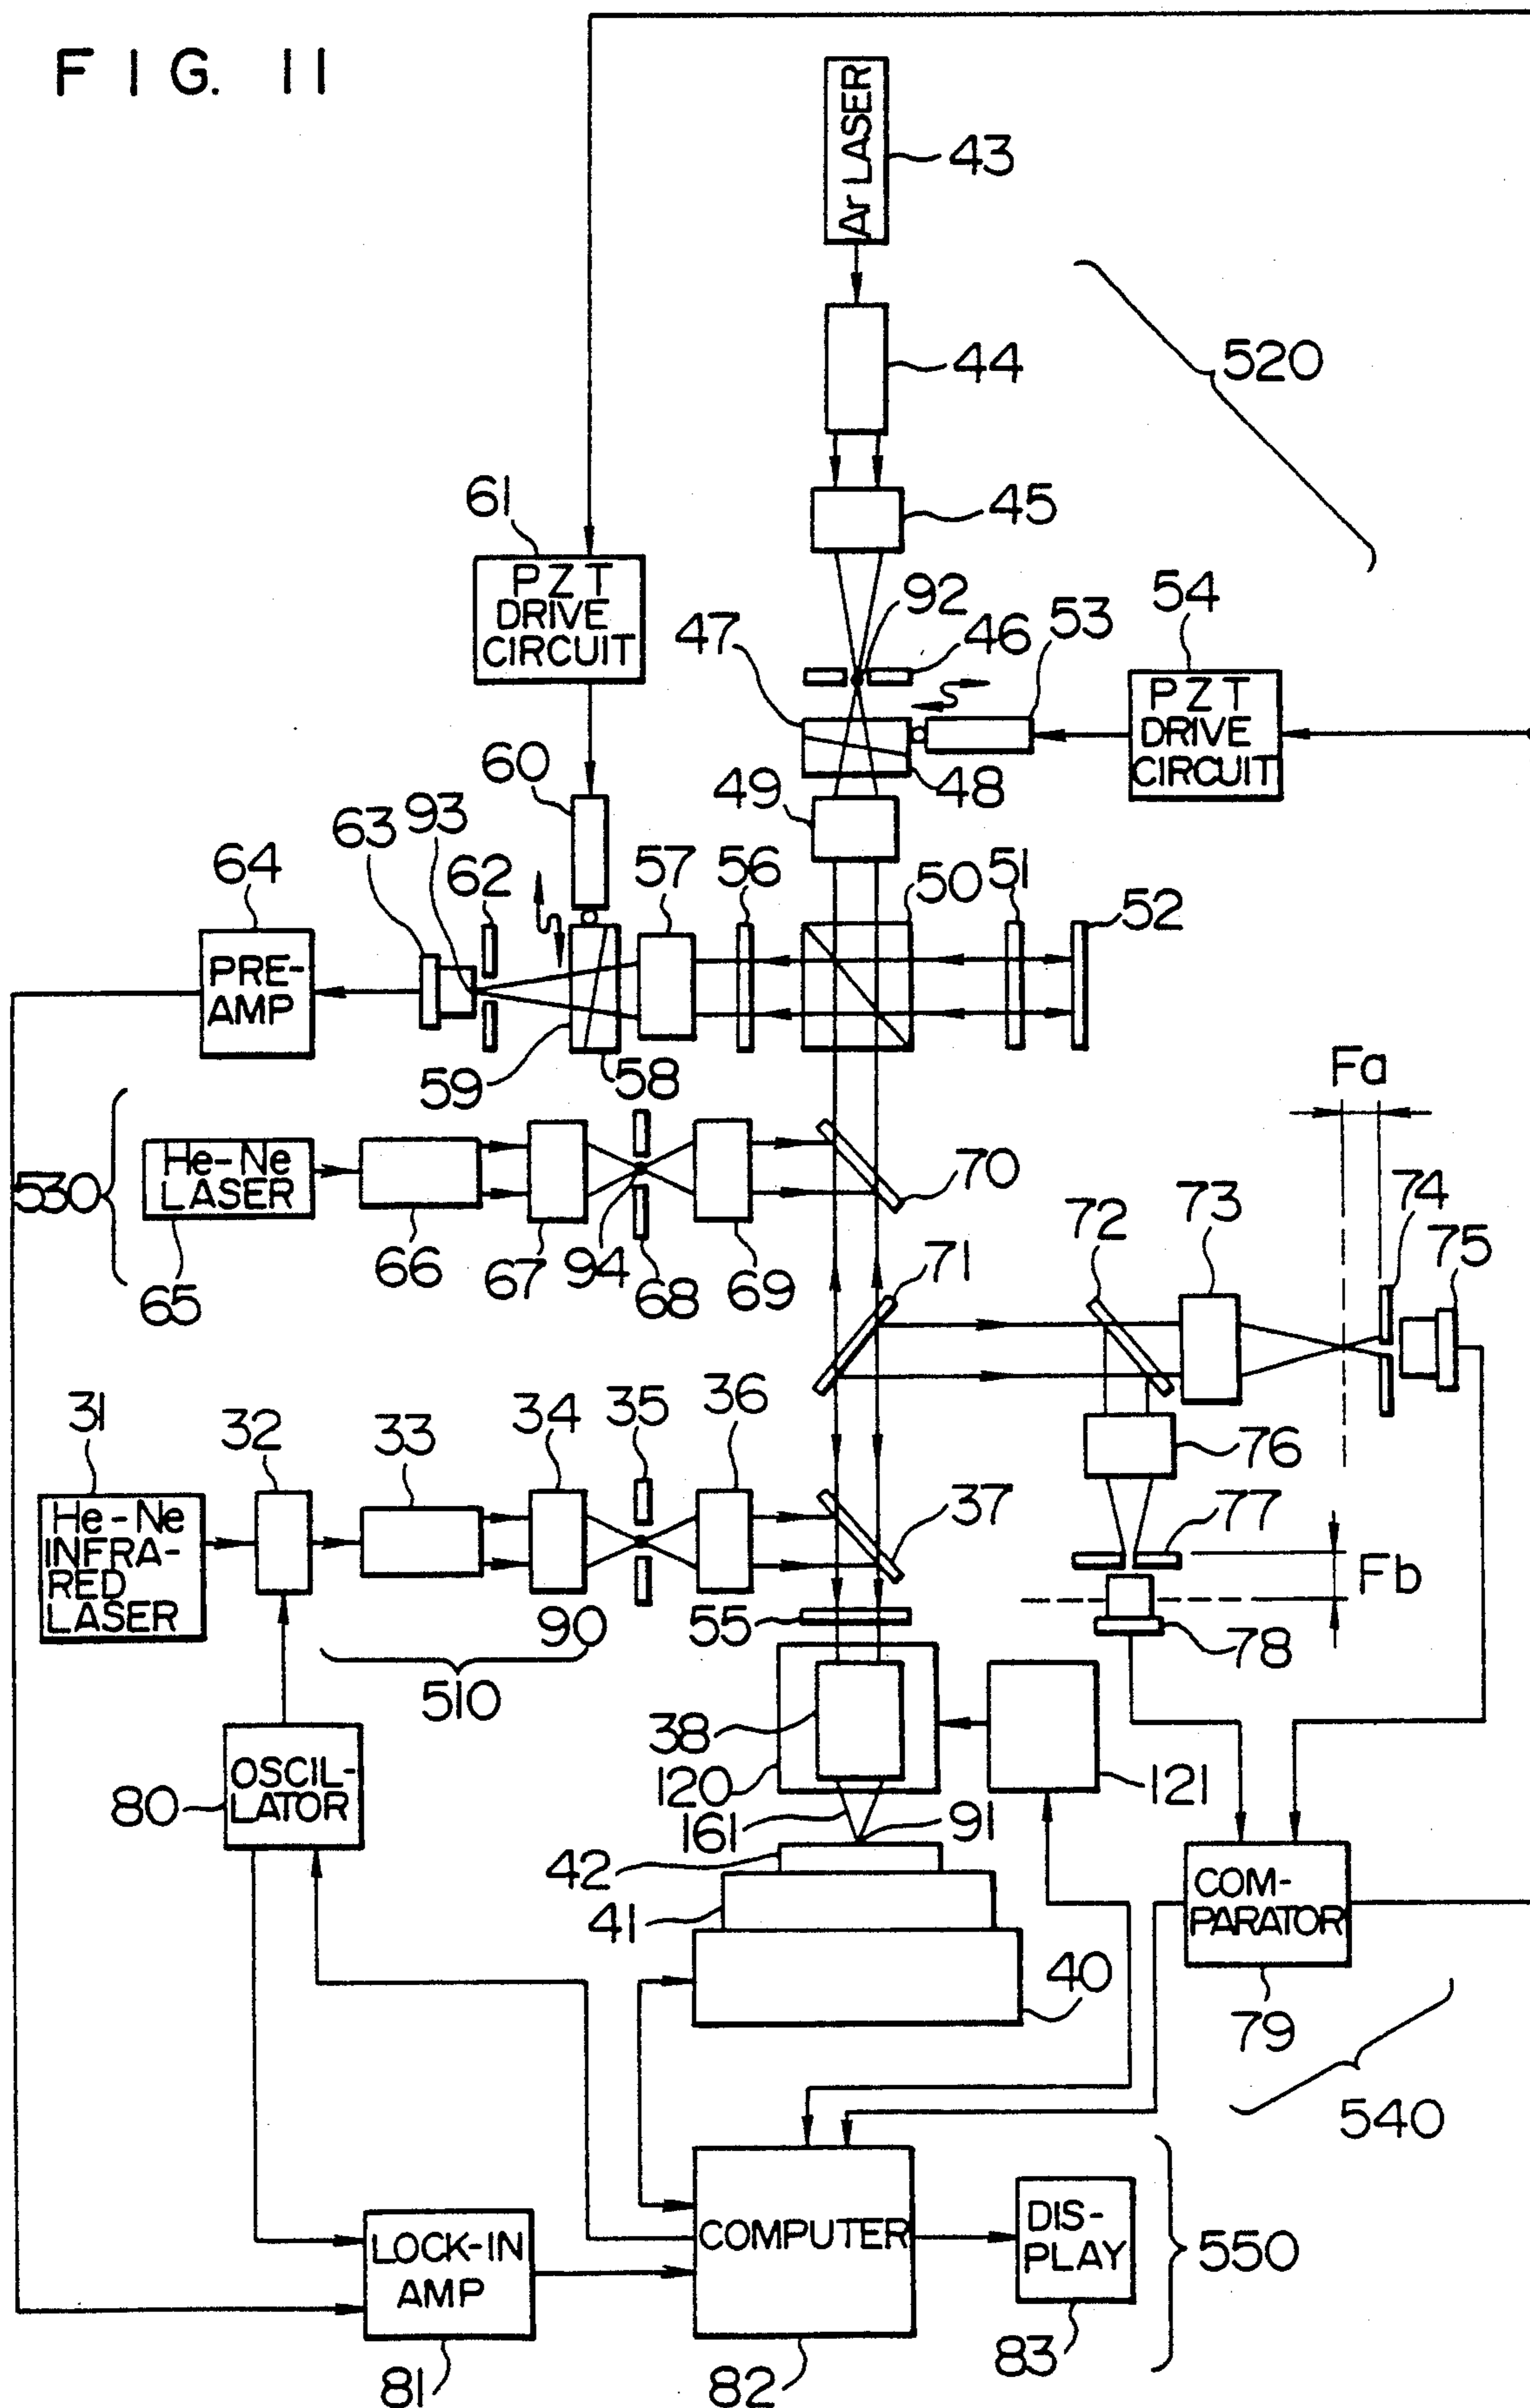 FIG. 11
Ar LASER
43
44
520
45
61
PZT
DRIVE
CIRCUIT
92
47
46
53
54
PZT
DRIVE
CIRCUIT
48
60
49
93
63
62
57
56
50
51
52
64
PRE-
AMP
59
58
Fa
530
He-Ne
LASER
65
66
67
94
68
69
70
71
72
73
74
75
31
32
33
34
35
36
37
76
77
He-Ne
INFRA-
RED
LASER
90
510
55
Fb
78
38
120
121
80
OSCIL-
LATOR
161
91
42
41
40
COM-
PARATOR
79
540
COMPUTER
DIS-
PLAY
550
LOCK-IN
AMP
81
82
83